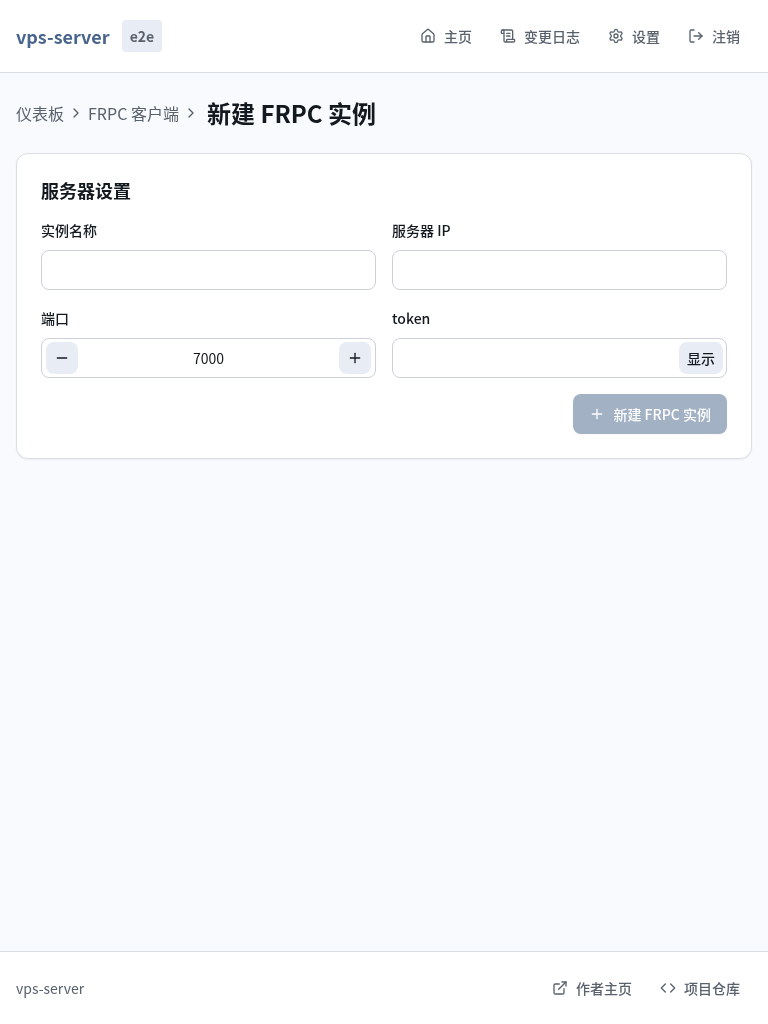 vps-server e2e 主页 变更日志 设置 注销
仪表板 FRPC 客户端 新建 FRPC 实例
服务器设置
实例名称 服务器 IP
端口 token
7000 显示
新建 FRPC 实例
vps-server 作者主页 项目仓库